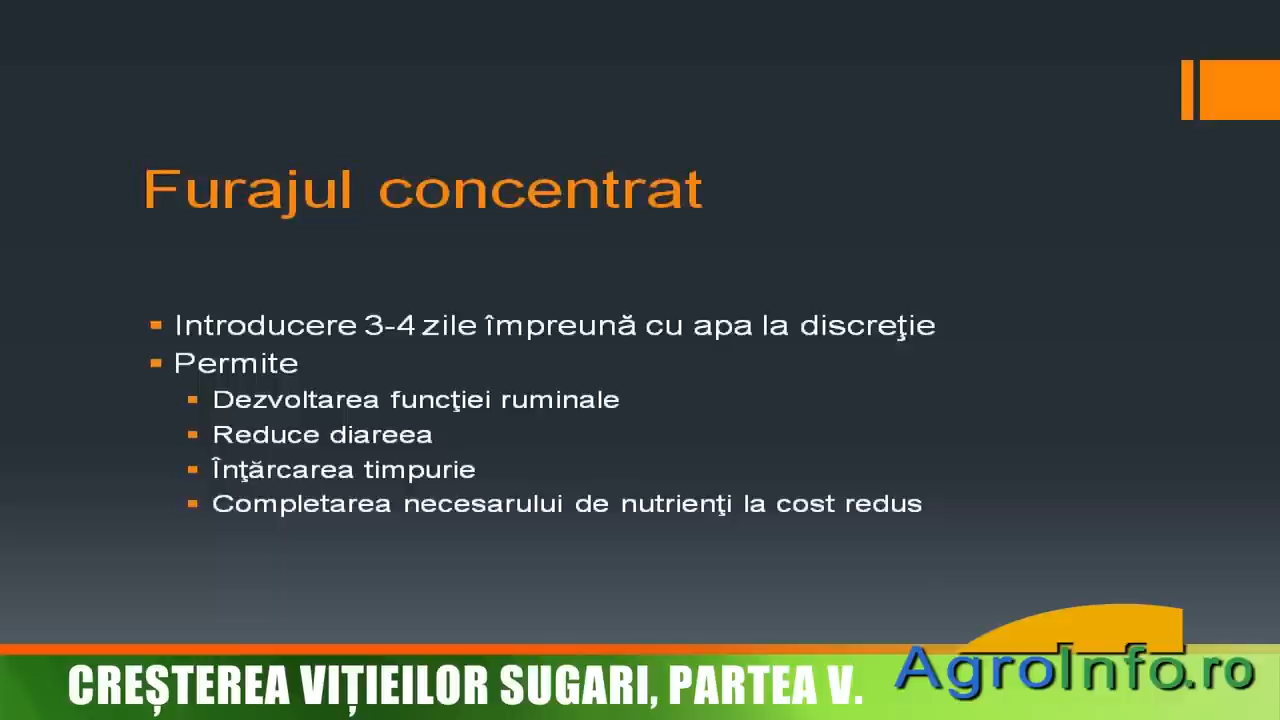 Furajul concentrat
Introducere 3-4 zile împreună cu apa la discreţie
Permite
Dezvoltarea funcţiei ruminale
Reduce diareea
Înţărcarea timpurie
Completarea necesarului de nutrienţi la cost redus
CREȘTEREA VIȚIEILOR SUGARI, PARTEA V.
AgroInfo.ro